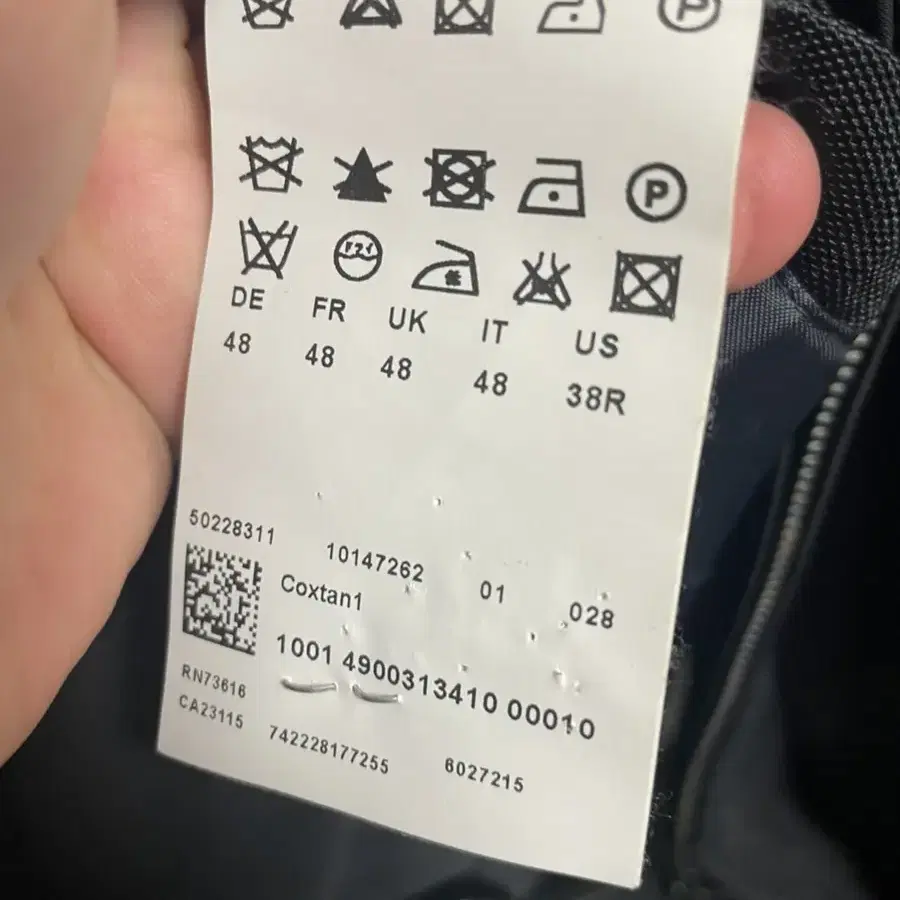 P
P
DE FR UK IT US
48 48 48 48 38R
50228311 10147262 01 028
Coxtan1
1001 4900313410 00010
RN73616
CA23115
742228177255 6027215